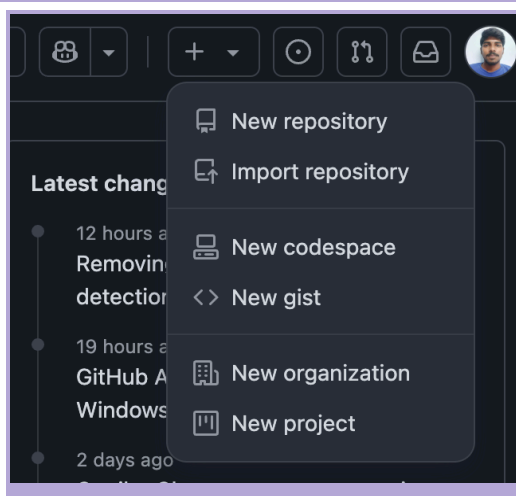 New repository
Import repository
New codespace
New gist
New organization
New project
Latest chang
12 hours a
Removin
detection
19 hours a
GitHub A
Windows
2 days ago